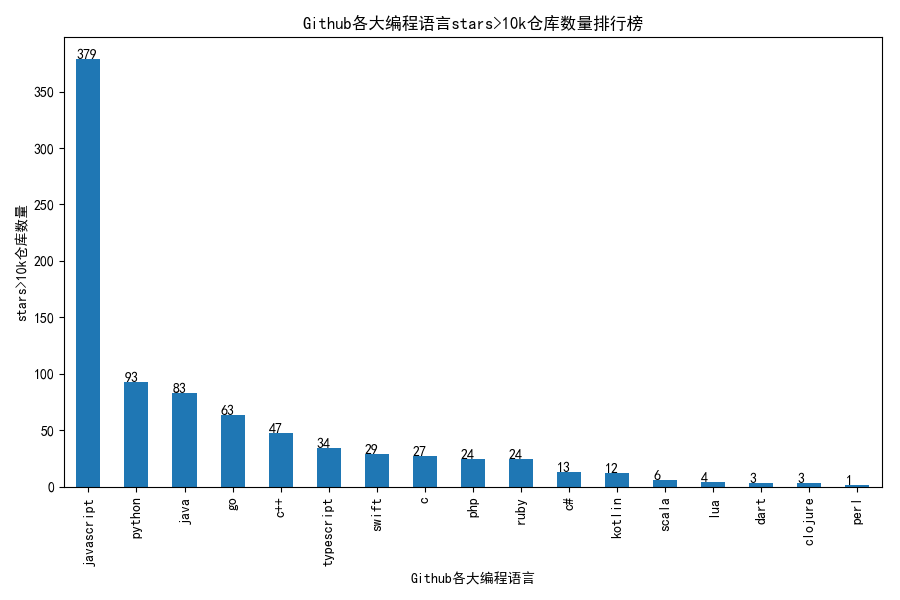 Github各大编程语言stars>10k仓库数量排行榜
stars>10k仓库数量
350
300
250
200
150
100
50
0
379
93
83
63
47
34
29
27
24
24
13
12
6
4
3
3
1
javascript
python
java
go
c++
typescript
swift
c
php
ruby
c#
kotlin
scala
lua
dart
clojure
perl
Github各大编程语言